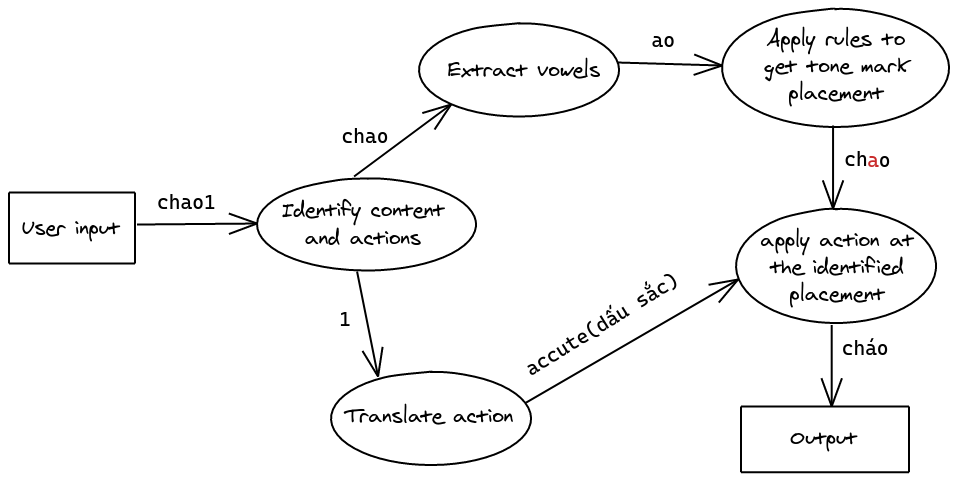 User input
chao1
Identify content
and actions
chao
Extract vowels
ao
Apply rules to
get tone mark
placement
chao
1
Translate action
accute(dấu sắc)
apply action at
the identified
placement
cháo
Output